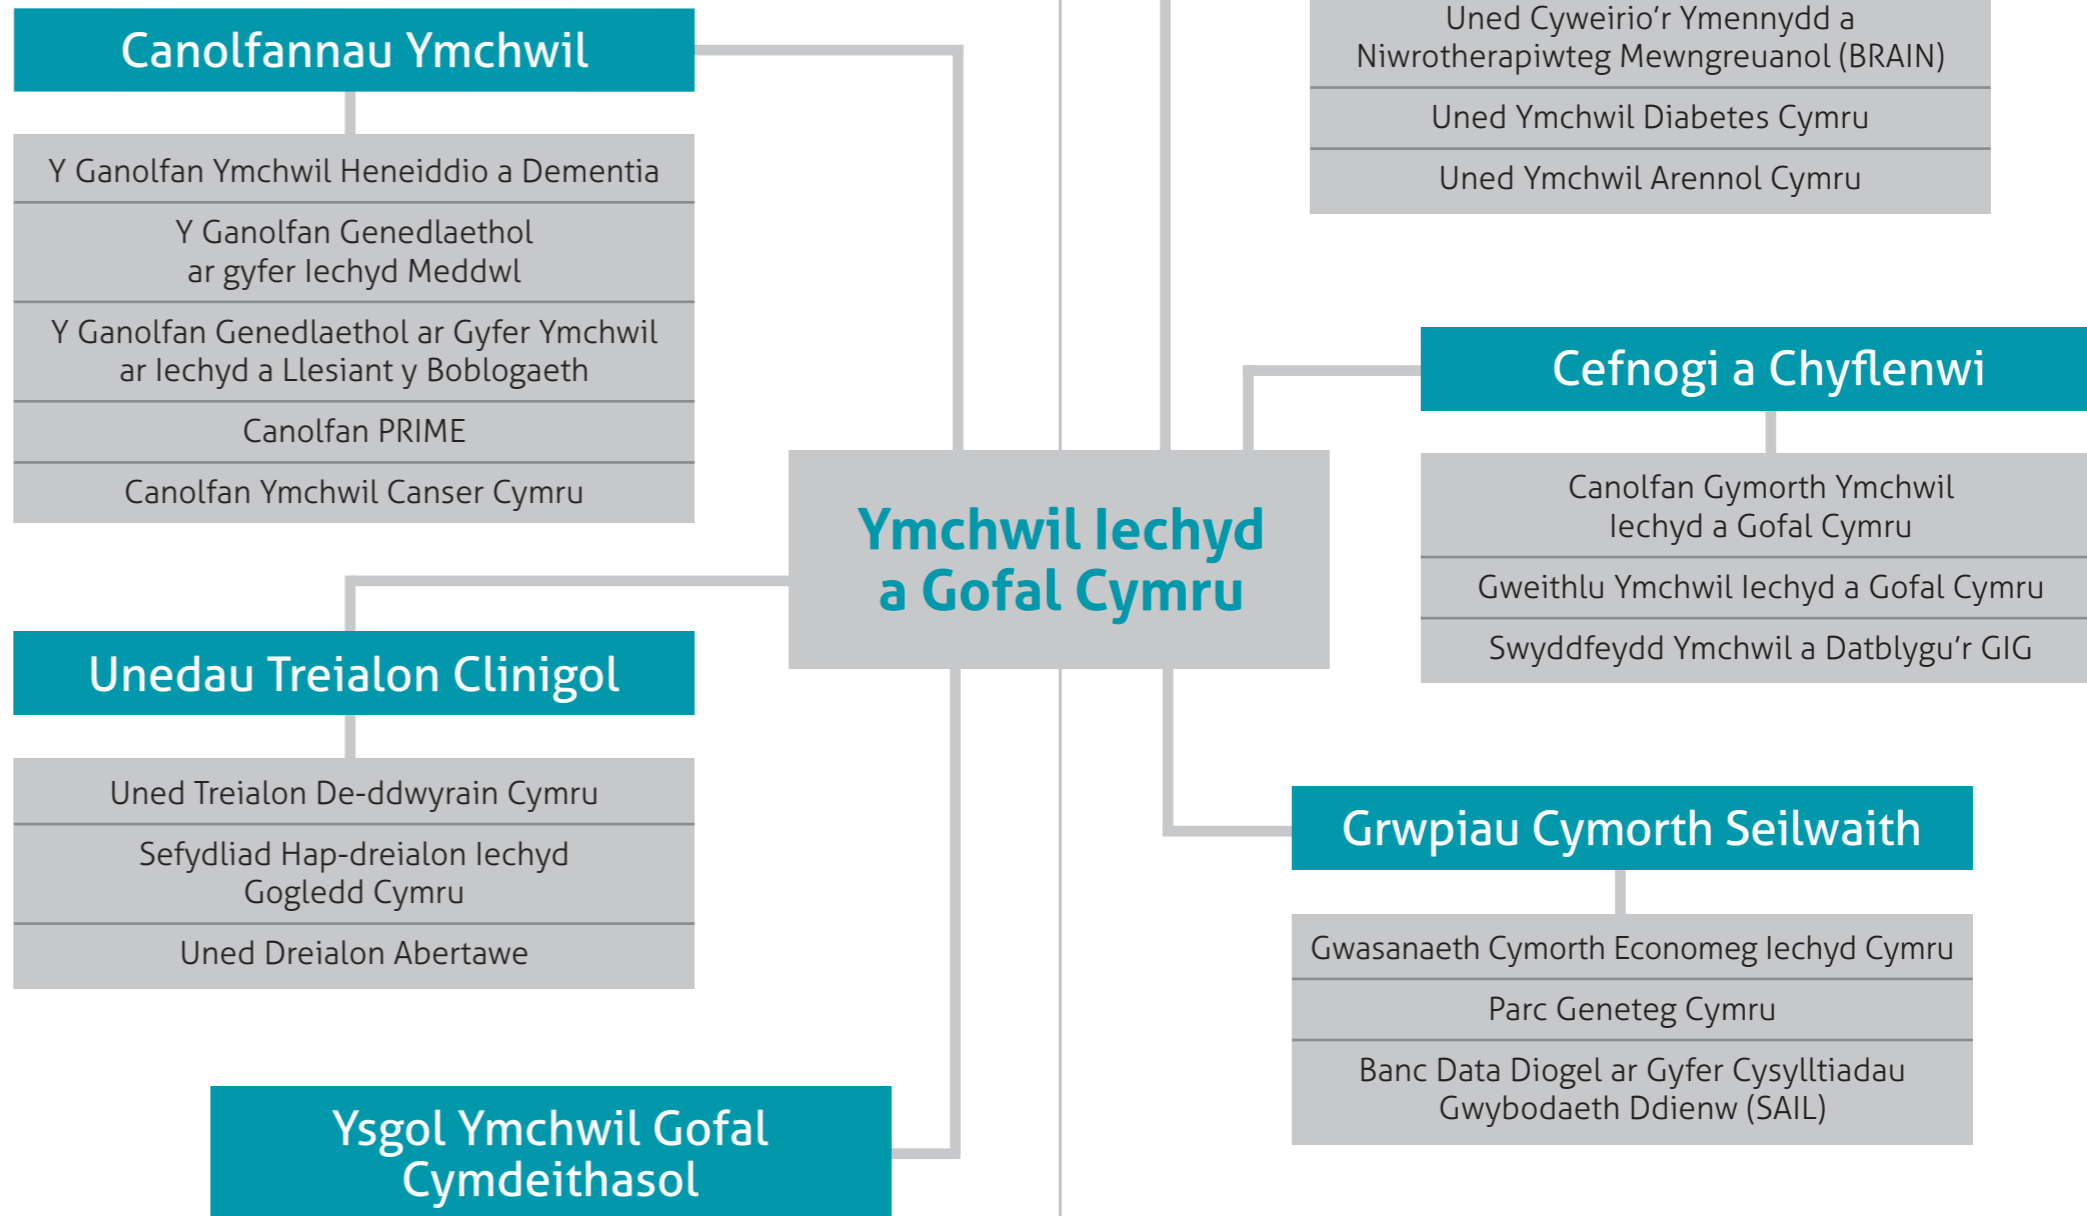 Canolfannau Ymchwil
Y Ganolfan Ymchwil Heneiddio a Dementia
Y Ganolfan Genedlaethol
ar gyfer Iechyd Meddwl
Y Ganolfan Genedlaethol ar Gyfer Ymchwil
ar Iechyd a Llesiant y Boblogaeth
Canolfan PRIME
Canolfan Ymchwil Canser Cymru
Uned Cyweirio’r Ymennydd a
Niwrotherapiwteg Mewngreuanol (BRAIN)
Uned Ymchwil Diabetes Cymru
Uned Ymchwil Arennol Cymru
Ymchwil Iechyd
a Gofal Cymru
Cefnogi a Chyflenwi
Canolfan Gymorth Ymchwil
Iechyd a Gofal Cymru
Gweithlu Ymchwil Iechyd a Gofal Cymru
Swyddfeydd Ymchwil a Datblygu’r GIG
Unedau Treialon Clinigol
Uned Treialon De-ddwyrain Cymru
Sefydliad Hap-dreialon Iechyd
Gogledd Cymru
Uned Dreialon Abertawe
Grwpiau Cymorth Seilwaith
Gwasanaeth Cymorth Economeg Iechyd Cymru
Parc Geneteg Cymru
Banc Data Diogel ar Gyfer Cysylltiadau
Gwybodaeth Ddienw (SAIL)
Ysgol Ymchwil Gofal
Cymdeithasol